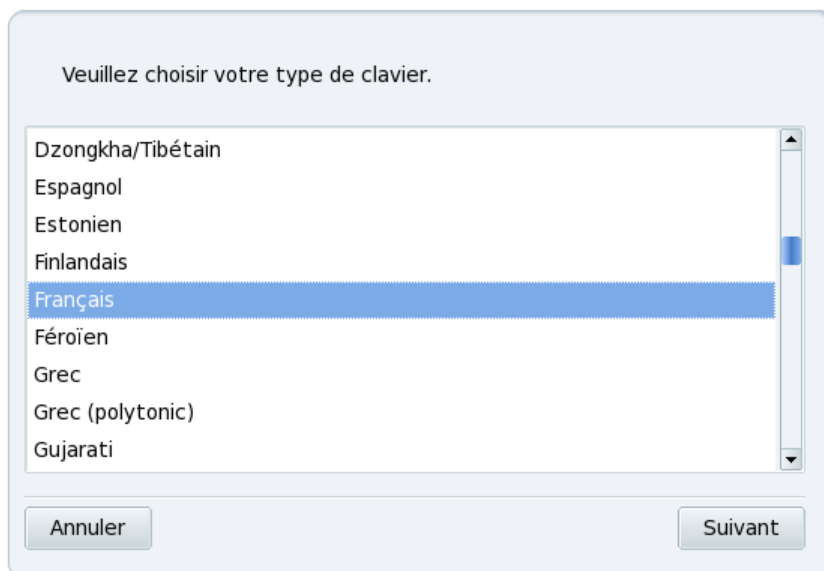 Veuillez choisir votre type de clavier.
Dzongkha/Tibétain
Espagnol
Estonien
Finlandais
Français
Féroïen
Grec
Grec (polytonic)
Gujarati
Annuler
Suivant